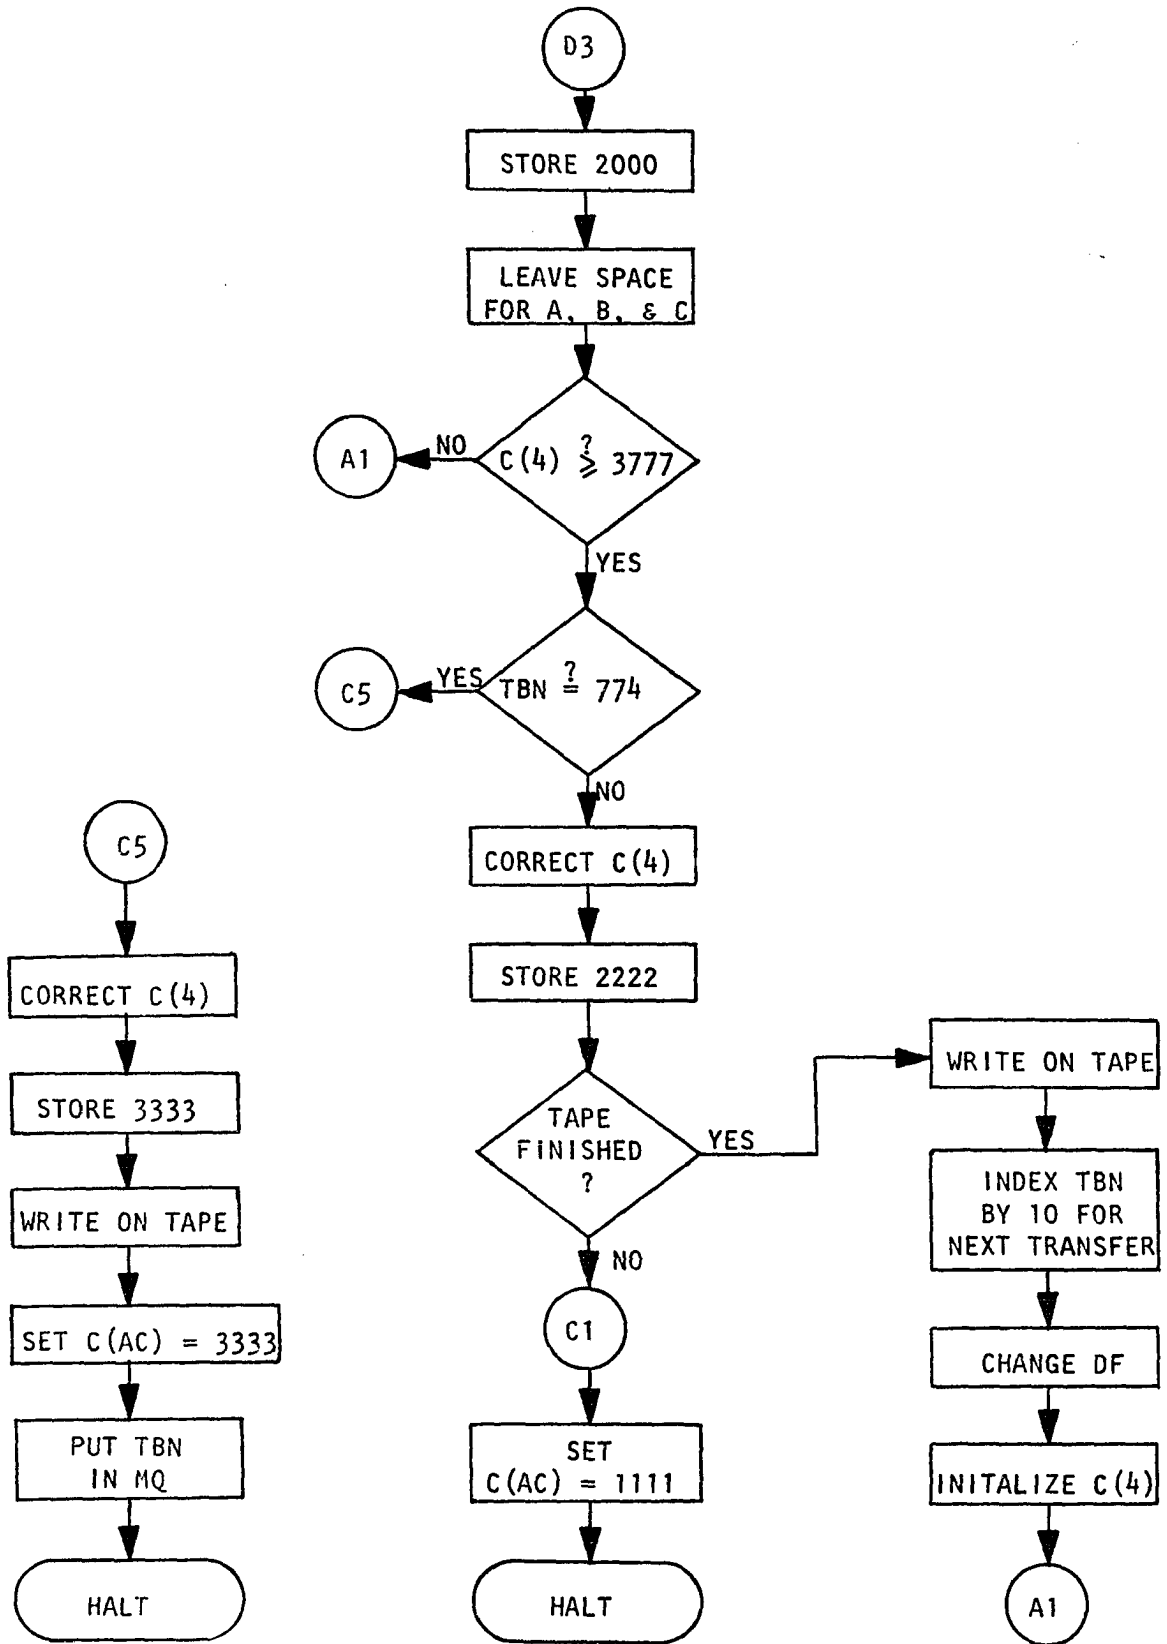 D3
STORE 2000
LEAVE SPACE
FOR A, B, & C
C(4) ≥? 3777
NO
A1
YES
TBN =? 774
YES
C5
NO
CORRECT C(4)
STORE 2222
TAPE
FINISHED
?
YES
NO
C1
SET
C(AC) = 1111
HALT
C5
CORRECT C(4)
STORE 3333
WRITE ON TAPE
SET C(AC) = 3333
PUT TBN
IN MQ
HALT
WRITE ON TAPE
INDEX TBN
BY 10 FOR
NEXT TRANSFER
CHANGE DF
INITALIZE C(4)
A1